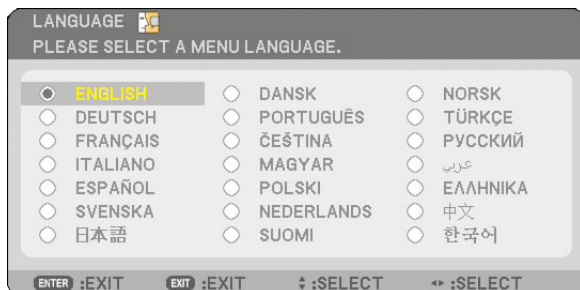 LANGUAGE
PLEASE SELECT A MENU LANGUAGE.
ENGLISH DANSK NORSK
DEUTSCH PORTUGUÊS TÜRKÇE
FRANÇAIS ČEŠTINA РУССКИЙ
ITALIANO MAGYAR عربي
ESPAÑOL POLSKI ΕΛΛΗΝΙΚΑ
SVENSKA NEDERLANDS 中文
日本語 SUOMI 한국어
ENTER :EXIT EXIT :EXIT :SELECT :SELECT